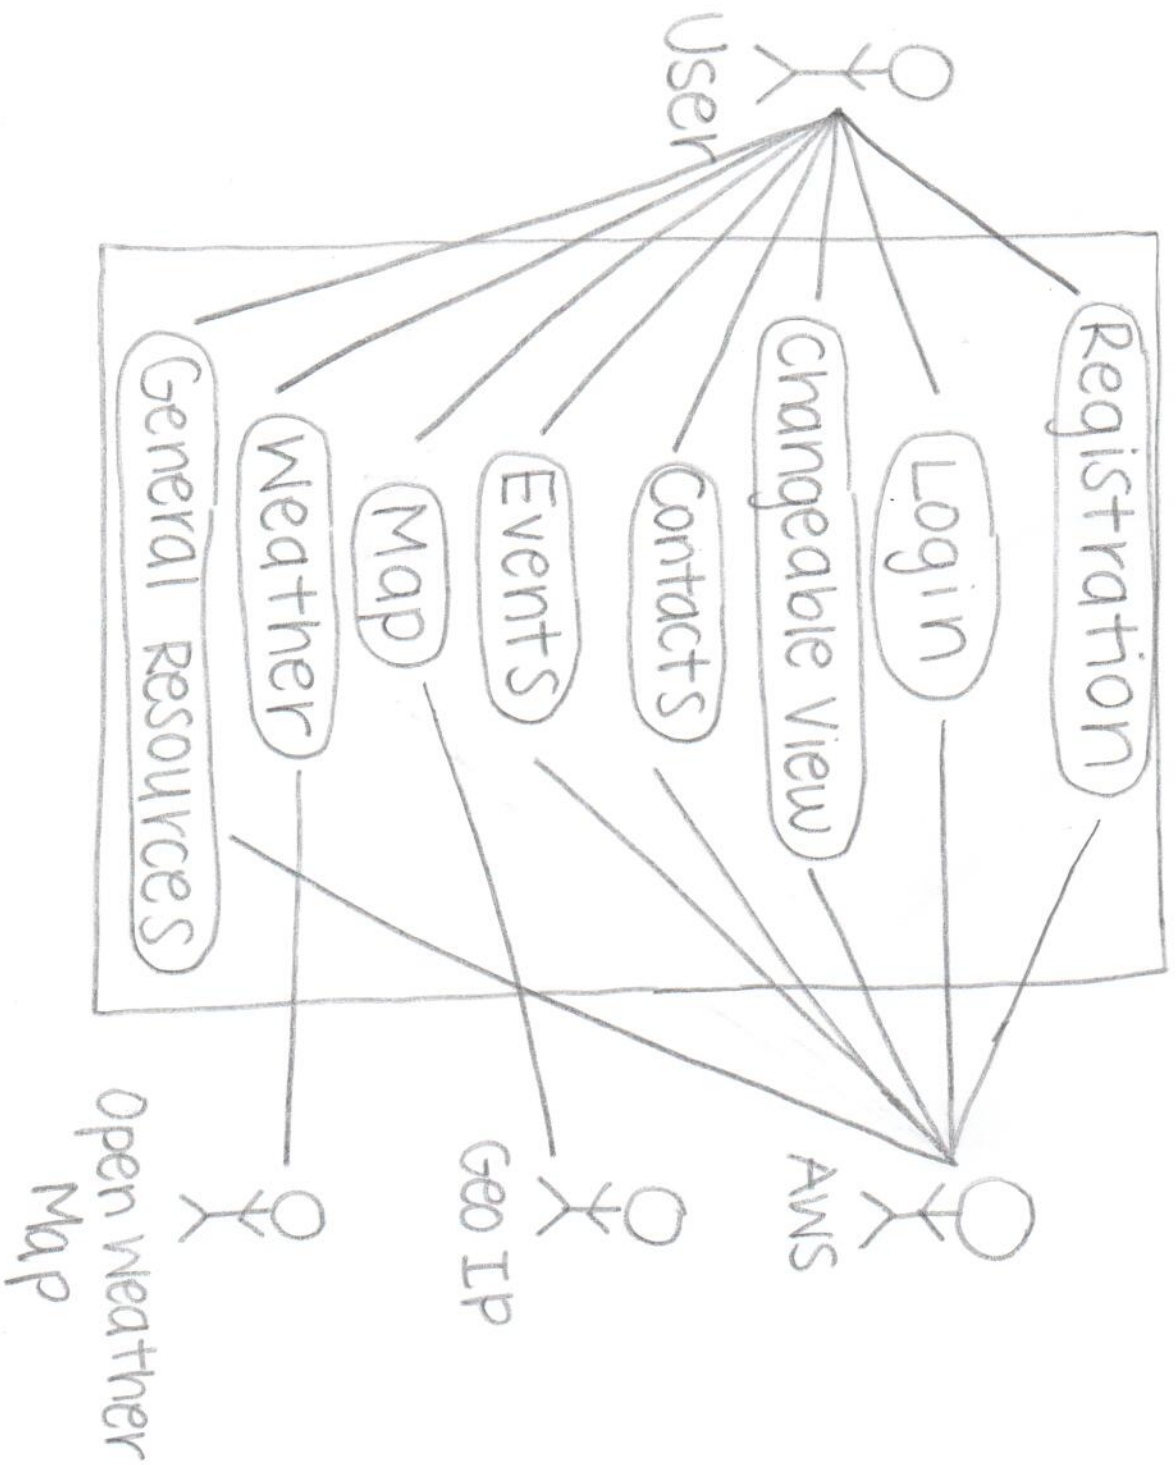 User
Registration
Login
Changeable View
Contacts
Events
Map
Weather
General Resources
AWS
Geo IP
Open Weather
Map